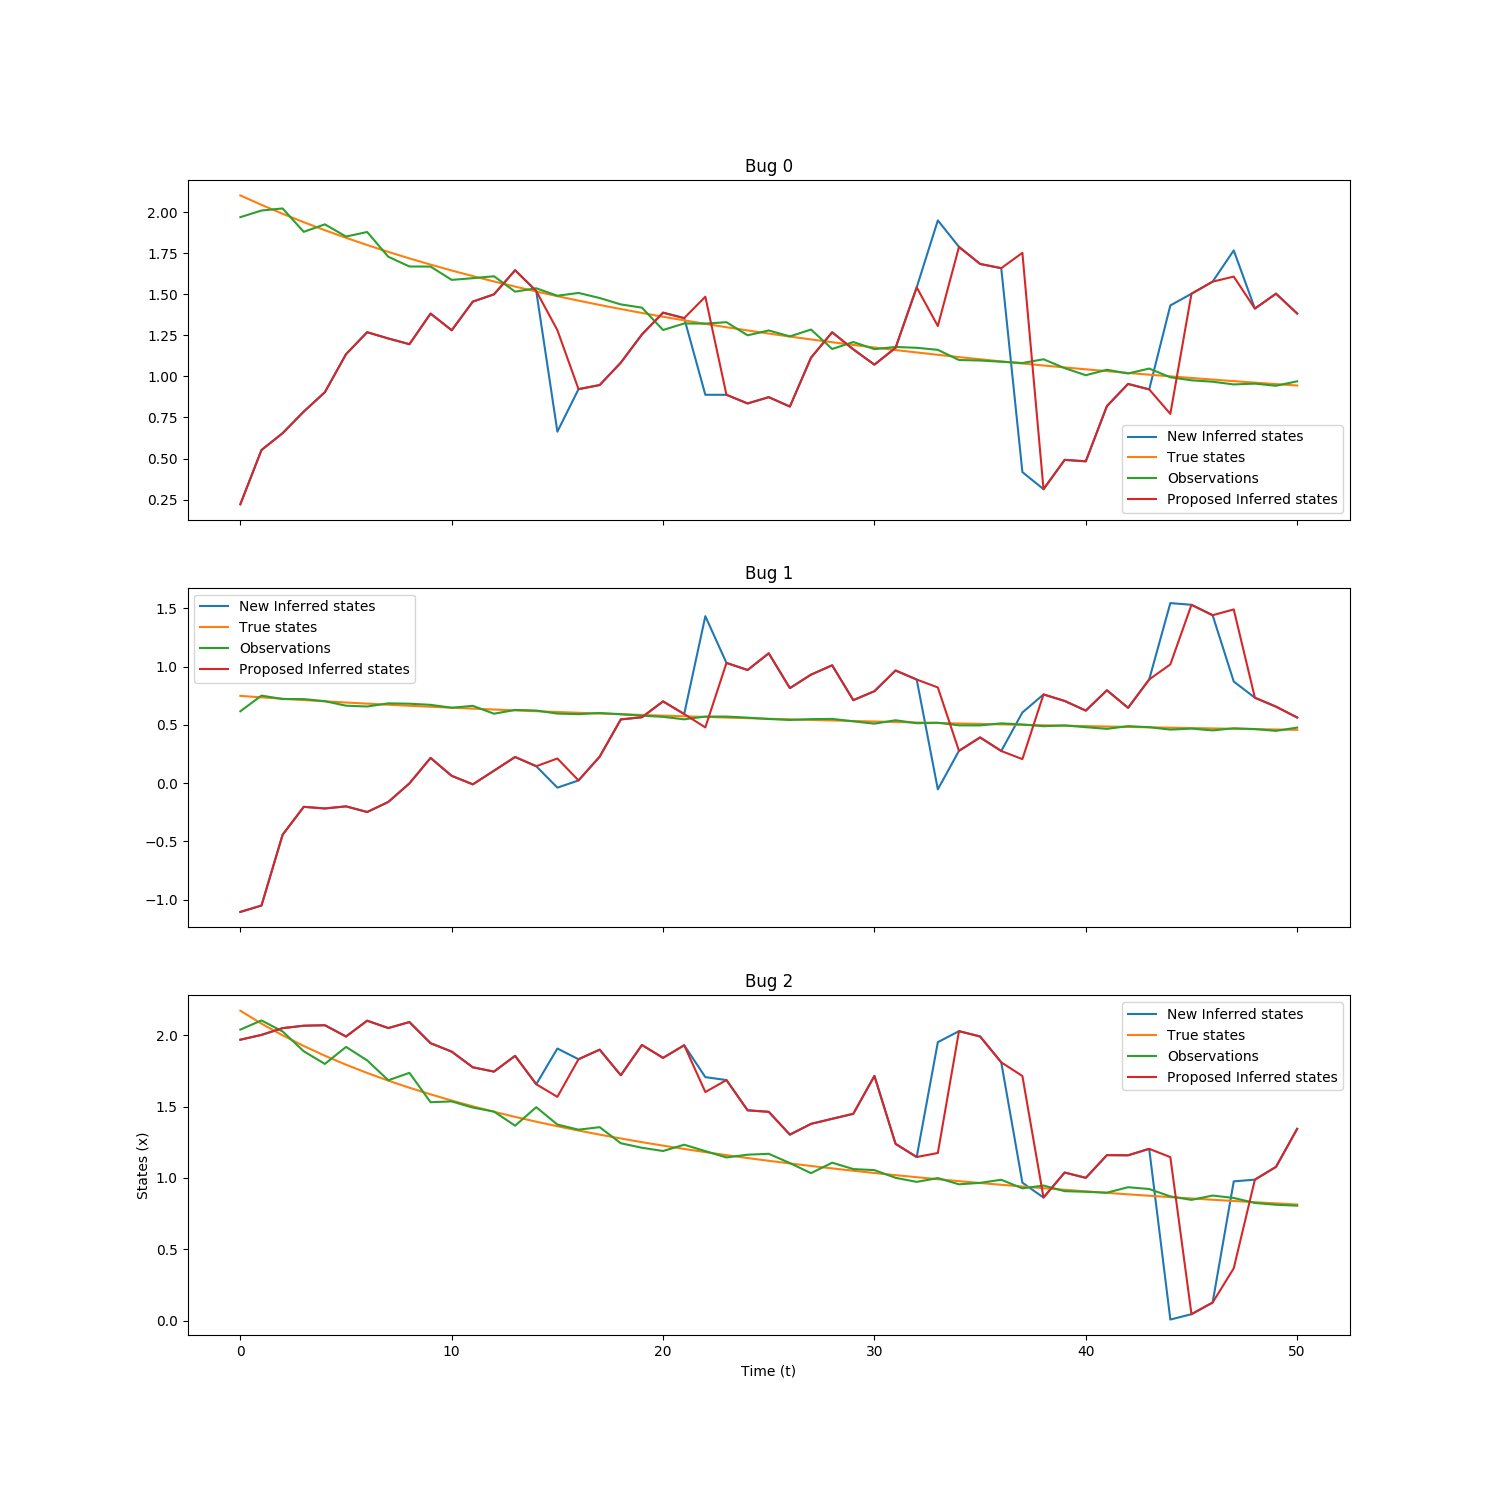 Bug 0
2.00
1.75
1.50
1.25
1.00
0.75
0.50
0.25
New Inferred states
True states
Observations
Proposed Inferred states
Bug 1
1.5
1.0
0.5
0.0
−0.5
−1.0
New Inferred states
True states
Observations
Proposed Inferred states
Bug 2
States (x)
2.0
1.5
1.0
0.5
0.0
New Inferred states
True states
Observations
Proposed Inferred states
0 10 20 30 40 50
Time (t)